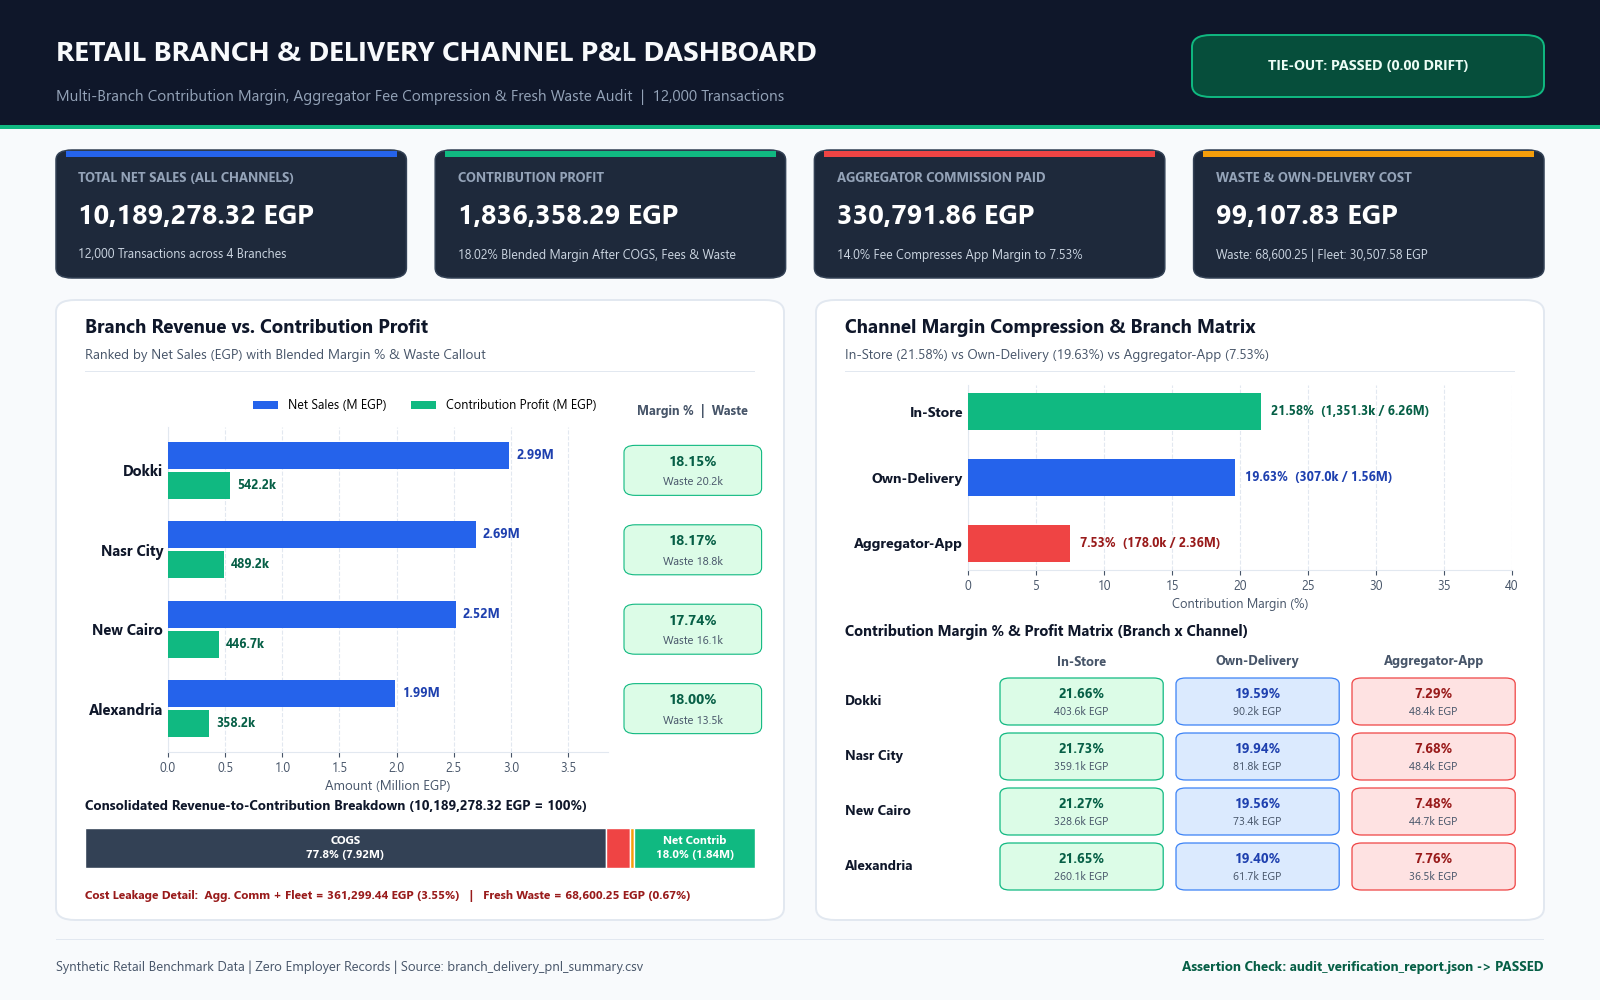 RETAIL BRANCH & DELIVERY CHANNEL P&L DASHBOARD
Multi-Branch Contribution Margin, Aggregator Fee Compression & Fresh Waste Audit | 12,000 Transactions
TIE-OUT: PASSED (0.00 DRIFT)
TOTAL NET SALES (ALL CHANNELS)
10,189,278.32 EGP
12,000 Transactions across 4 Branches
CONTRIBUTION PROFIT
1,836,358.29 EGP
18.02% Blended Margin After COGS, Fees & Waste
AGGREGATOR COMMISSION PAID
330,791.86 EGP
14.0% Fee Compresses App Margin to 7.53%
WASTE & OWN-DELIVERY COST
99,107.83 EGP
Waste: 68,600.25 | Fleet: 30,507.58 EGP
Branch Revenue vs. Contribution Profit
Ranked by Net Sales (EGP) with Blended Margin % & Waste Callout
Net Sales (M EGP) Contribution Profit (M EGP)
Margin % | Waste
Dokki
2.99M
542.2k
18.15%
Waste 20.2k
Nasr City
2.69M
489.2k
18.17%
Waste 18.8k
New Cairo
2.52M
446.7k
17.74%
Waste 16.1k
Alexandria
1.99M
358.2k
18.00%
Waste 13.5k
0.0 0.5 1.0 1.5 2.0 2.5 3.0 3.5
Amount (Million EGP)
Consolidated Revenue-to-Contribution Breakdown (10,189,278.32 EGP = 100%)
COGS
77.8% (7.92M)
Net Contrib
18.0% (1.84M)
Cost Leakage Detail: Agg. Comm + Fleet = 361,299.44 EGP (3.55%) | Fresh Waste = 68,600.25 EGP (0.67%)
Channel Margin Compression & Branch Matrix
In-Store (21.58%) vs Own-Delivery (19.63%) vs Aggregator-App (7.53%)
In-Store
21.58% (1,351.3k / 6.26M)
Own-Delivery
19.63% (307.0k / 1.56M)
Aggregator-App
7.53% (178.0k / 2.36M)
0 5 10 15 20 25 30 35 40
Contribution Margin (%)
Contribution Margin % & Profit Matrix (Branch x Channel)
In-Store Own-Delivery Aggregator-App
Dokki
21.66% 19.59% 7.29%
403.6k EGP 90.2k EGP 48.4k EGP
Nasr City
21.73% 19.94% 7.68%
359.1k EGP 81.8k EGP 48.4k EGP
New Cairo
21.27% 19.56% 7.48%
328.6k EGP 73.4k EGP 44.7k EGP
Alexandria
21.65% 19.40% 7.76%
260.1k EGP 61.7k EGP 36.5k EGP
Synthetic Retail Benchmark Data | Zero Employer Records | Source: branch_delivery_pnl_summary.csv
Assertion Check: audit_verification_report.json -> PASSED